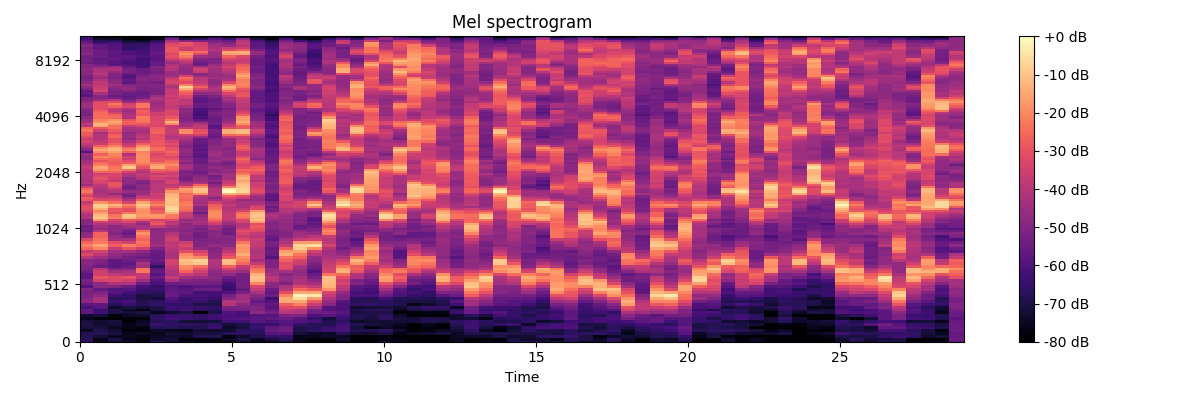 Mel spectrogram
8192
4096
2048
1024
512
0
Hz
0 5 10 15 20 25
Time
+0 dB
-10 dB
-20 dB
-30 dB
-40 dB
-50 dB
-60 dB
-70 dB
-80 dB